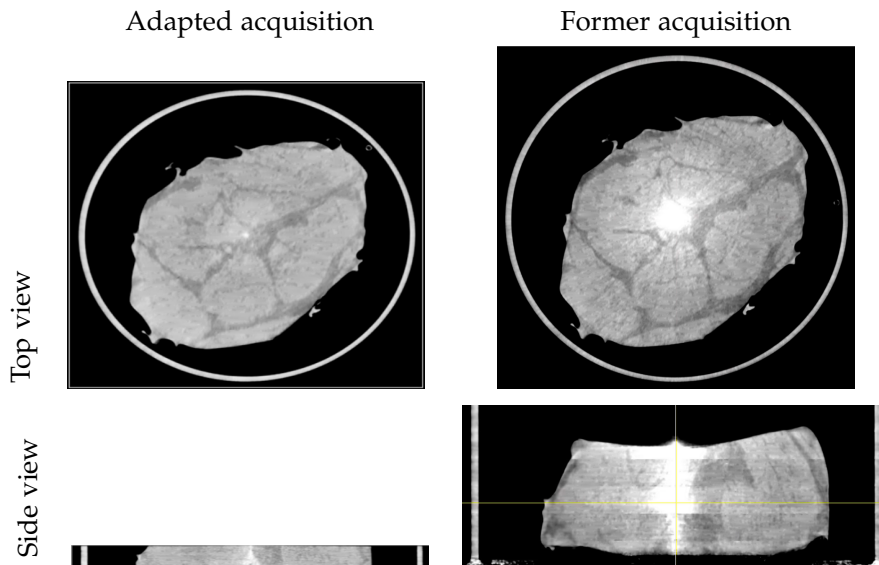 Adapted acquisition
Former acquisition
Top view
Side view